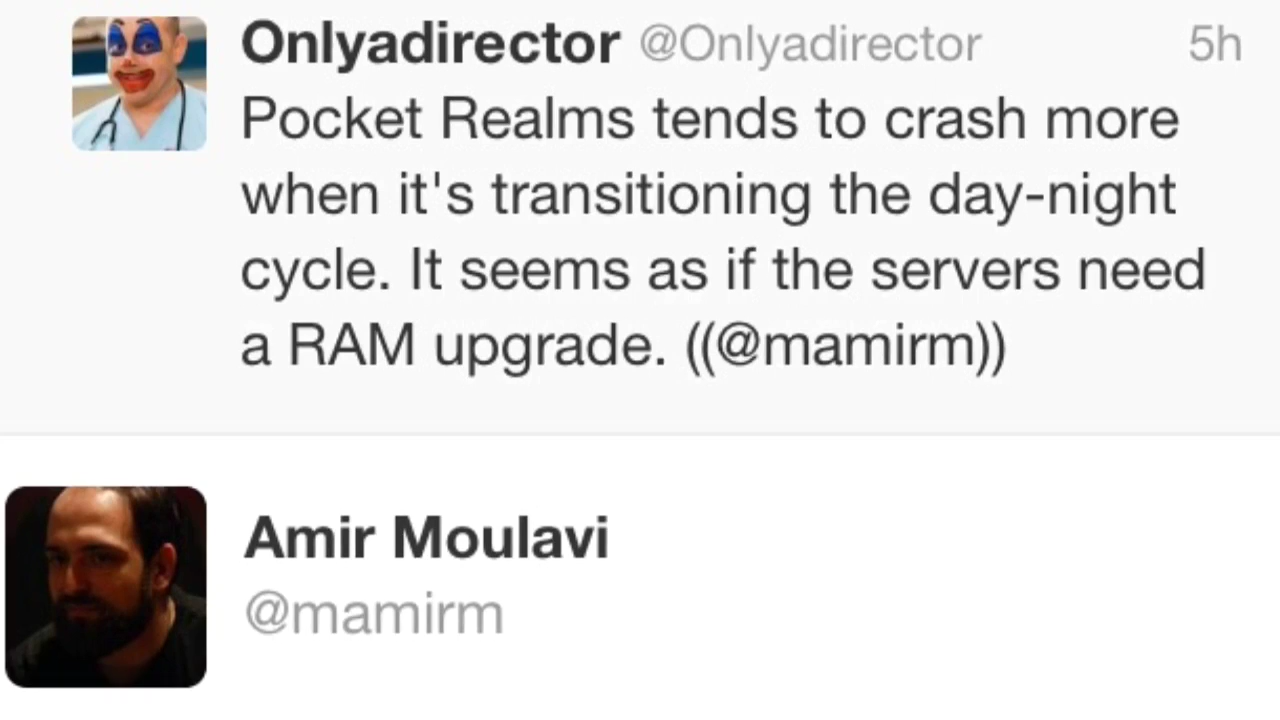 Onlyadirector @Onlyadirector 5h
Pocket Realms tends to crash more
when it's transitioning the day-night
cycle. It seems as if the servers need
a RAM upgrade. ((@mamirm))
Amir Moulavi
@mamirm